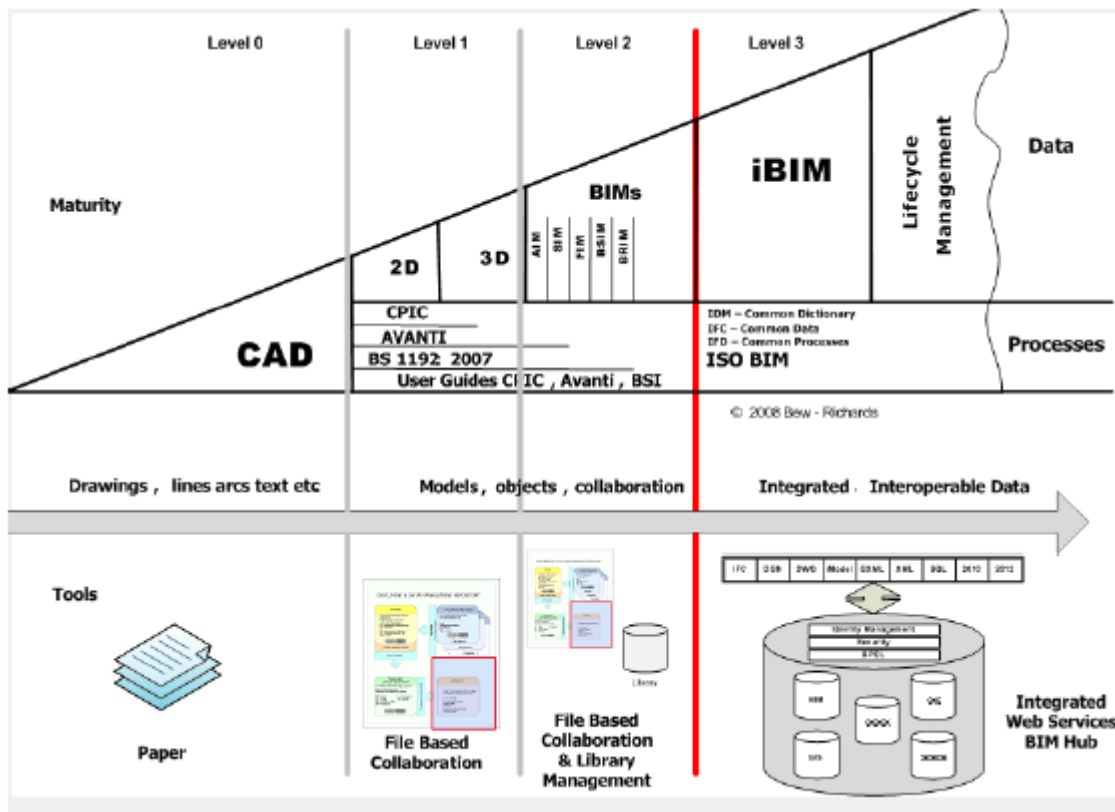 Level 0
Level 1
Level 2
Level 3
Maturity
CAD
2D
3D
BIMs
AIM
SIM
FIM
BSIM
BRIM
iBIM
Lifecycle
Management
Data
CPIC
AVANTI
BS 1192 2007
User Guides CPIC , Avanti , BSI
IDM – Common Dictionary
IFC – Common Data
IFD – Common Processes
ISO BIM
Processes
© 2008 Bew - Richards
Drawings , lines arcs text etc
Models , objects , collaboration
Integrated , Interoperable Data
Tools
Paper
File Based
Collaboration
Library
File Based
Collaboration
& Library
Management
IFC
DWG
Model
XML
2010
2012
Identity Management
Security
Integrated
Web Services
BIM Hub